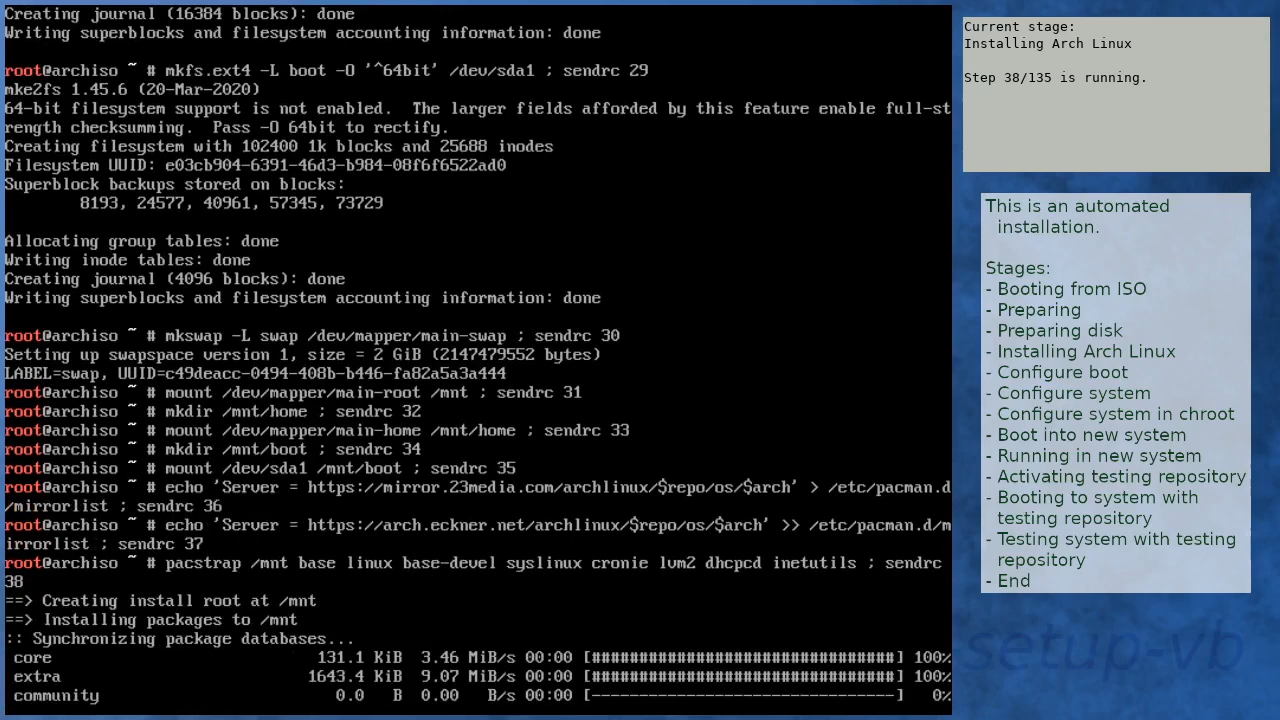 Creating journal (16384 blocks): done
Writing superblocks and filesystem accounting information: done
root@archiso ~ # mkfs.ext4 -L boot -O '^64bit' /dev/sda1 ; sendrc 29
mke2fs 1.45.6 (20-Mar-2020)
64-bit filesystem support is not enabled.  The larger fields afforded by this feature enable full-st
rength checksumming.  Pass -O 64bit to rectify.
Creating filesystem with 102400 1k blocks and 25688 inodes
Filesystem UUID: e03cb904-6391-46d3-b984-08f6f6522ad0
Superblock backups stored on blocks:
        8193, 24577, 40961, 57345, 73729
Allocating group tables: done
Writing inode tables: done
Creating journal (4096 blocks): done
Writing superblocks and filesystem accounting information: done
root@archiso ~ # mkswap -L swap /dev/mapper/main-swap ; sendrc 30
Setting up swapspace version 1, size = 2 GiB (2147479552 bytes)
LABEL=swap, UUID=c49deacc-0494-408b-b446-fa82a5a3a444
root@archiso ~ # mount /dev/mapper/main-root /mnt ; sendrc 31
root@archiso ~ # mkdir /mnt/home ; sendrc 32
root@archiso ~ # mount /dev/mapper/main-home /mnt/home ; sendrc 33
root@archiso ~ # mkdir /mnt/boot ; sendrc 34
root@archiso ~ # mount /dev/sda1 /mnt/boot ; sendrc 35
root@archiso ~ # echo 'Server = https://mirror.23media.com/archlinux/$repo/os/$arch' > /etc/pacman.d
/mirrorlist ; sendrc 36
root@archiso ~ # echo 'Server = https://arch.eckner.net/archlinux/$repo/os/$arch' >> /etc/pacman.d/m
irrorlist ; sendrc 37
root@archiso ~ # pacstrap /mnt base linux base-devel syslinux cronie lvm2 dhcpcd inetutils ; sendrc
38
==> Creating install root at /mnt
==> Installing packages to /mnt
:: Synchronizing package databases...
 core                            131.1 KiB  3.46 MiB/s 00:00 [################################] 100%
 extra                          1643.4 KiB  9.07 MiB/s 00:00 [################################] 100%
 community                         0.0   B  0.00   B/s 00:00 [--------------------------------]   0%
Current stage:
Installing Arch Linux
Step 38/135 is running.
This is an automated
installation.
Stages:
- Booting from ISO
- Preparing
- Preparing disk
- Installing Arch Linux
- Configure boot
- Configure system
- Configure system in chroot
- Boot into new system
- Running in new system
- Activating testing repository
- Booting to system with
testing repository
- Testing system with testing
repository
- End
setup-vb